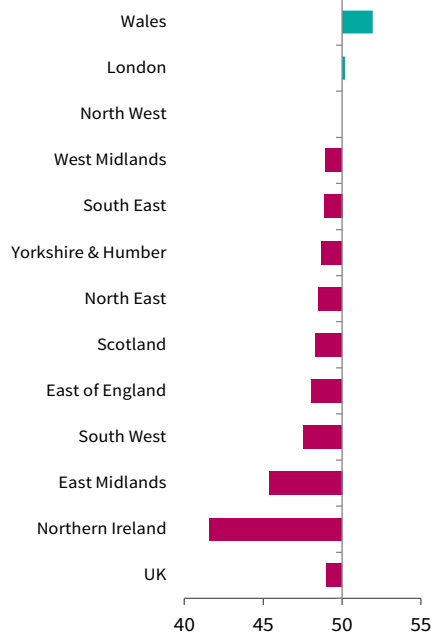 Wales
London
North West
West Midlands
South East
Yorkshire & Humber
North East
Scotland
East of England
South West
East Midlands
Northern Ireland
UK
40 45 50 55